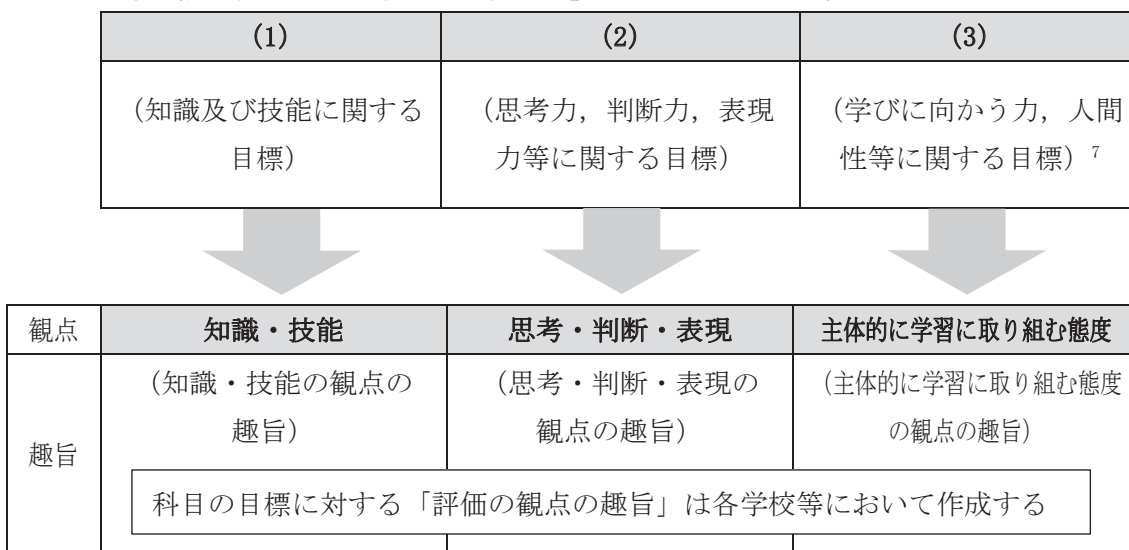 (1) (2) (3)
(知識及び技能に関する
目標)
(思考力，判断力，表現
力等に関する目標)
(学びに向かう力，人間
性等に関する目標) 7
観点 知識・技能 思考・判断・表現 主体的に学習に取り組む態度
趣旨
(知識・技能の観点の
趣旨)
(思考・判断・表現の
観点の趣旨)
(主体的に学習に取り組む態度
の観点の趣旨)
科目の目標に対する「評価の観点の趣旨」は各学校等において作成する